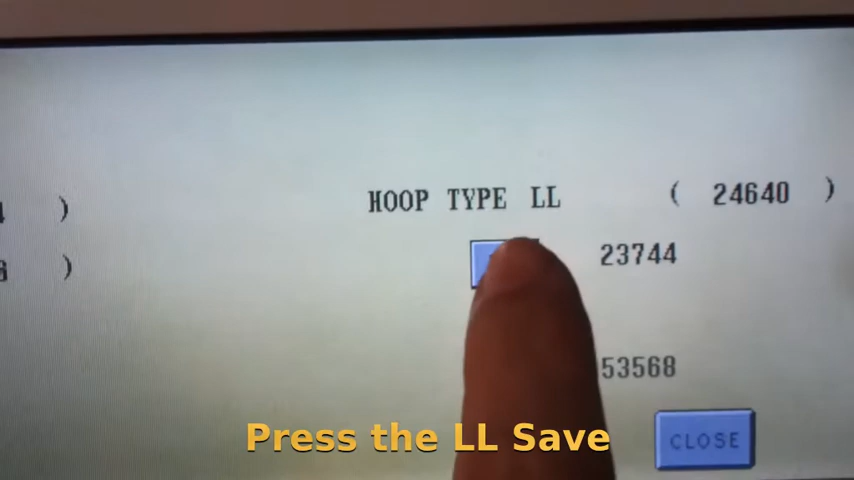 ) HOOP TYPE LL ( 24640 )
) 23744
53568
CLOSE
Press the LL Save